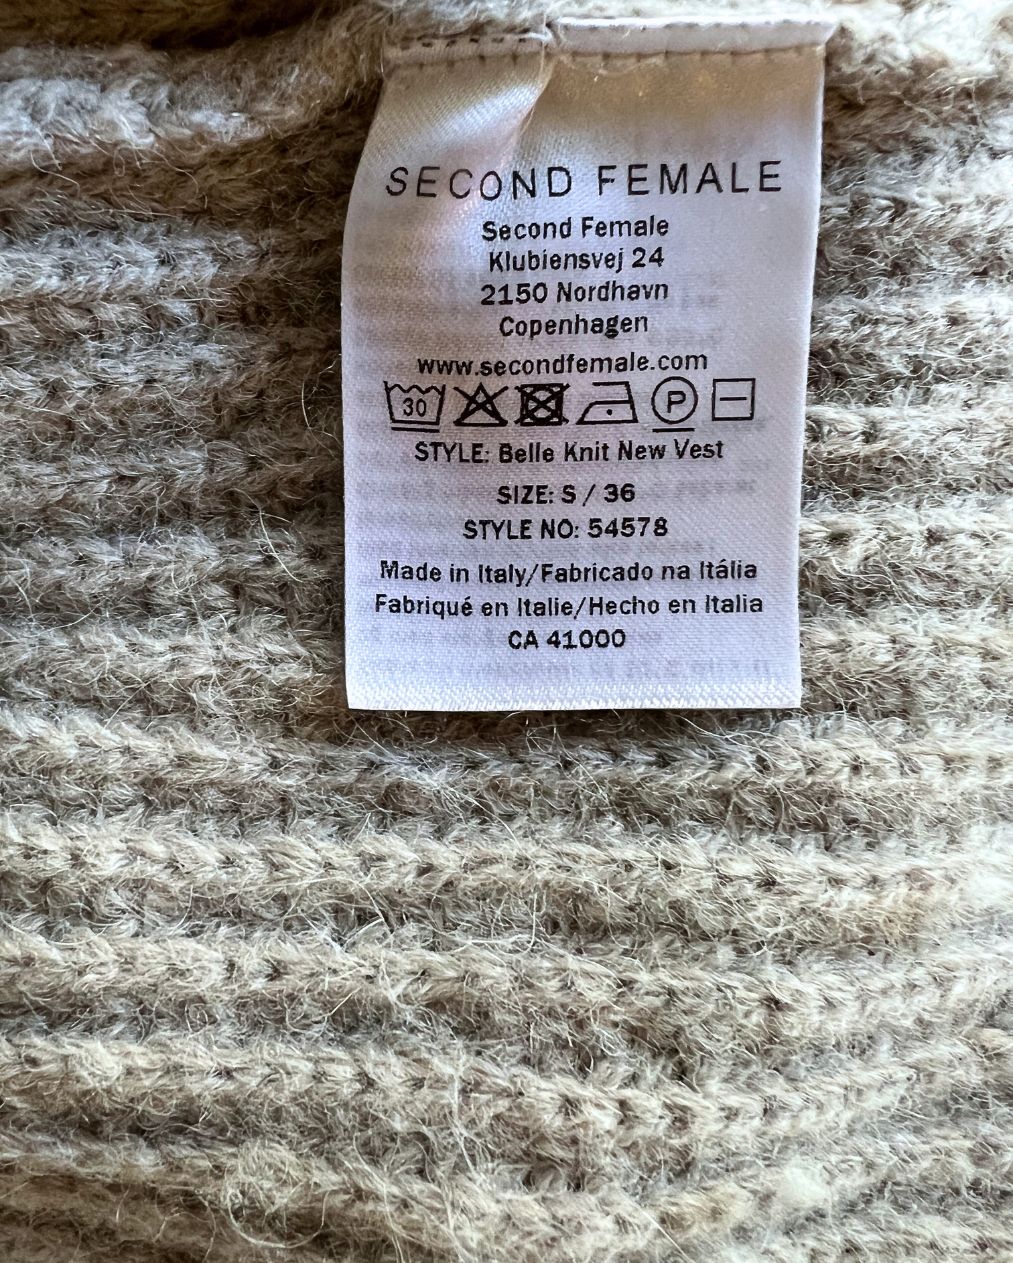 SECOND FEMALE
Second Female
Klubiensvej 24
2150 Nordhavn
Copenhagen
www.secondfemale.com
30 P
STYLE: Belle Knit New Vest
SIZE: S / 36
STYLE NO: 54578
Made in Italy/Fabricado na Itália
Fabriqué en Italie/Hecho en Italia
CA 41000